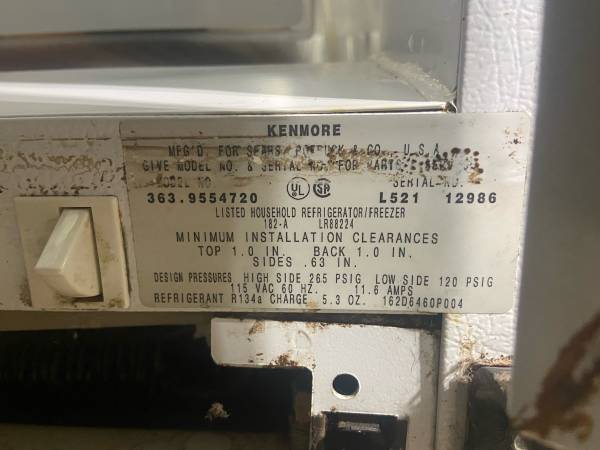 KENMORE
MFG'D. FOR SEARS, ROEBUCK & CO., U.S.A.
GIVE MODEL NO. & SERIAL NO. FOR PARTS
MODEL NO. SERIAL NO.
363.9554720 UL SA L521 12986
LISTED HOUSEHOLD REFRIGERATOR/FREEZER
182-A LR88224
MINIMUM INSTALLATION CLEARANCES
TOP 1.0 IN. BACK 1.0 IN.
SIDES .63 IN.
DESIGN PRESSURES HIGH SIDE 265 PSIG LOW SIDE 120 PSIG
115 VAC 60 HZ. 11.6 AMPS
REFRIGERANT R134a CHARGE 5.3 OZ. 162D6460P004